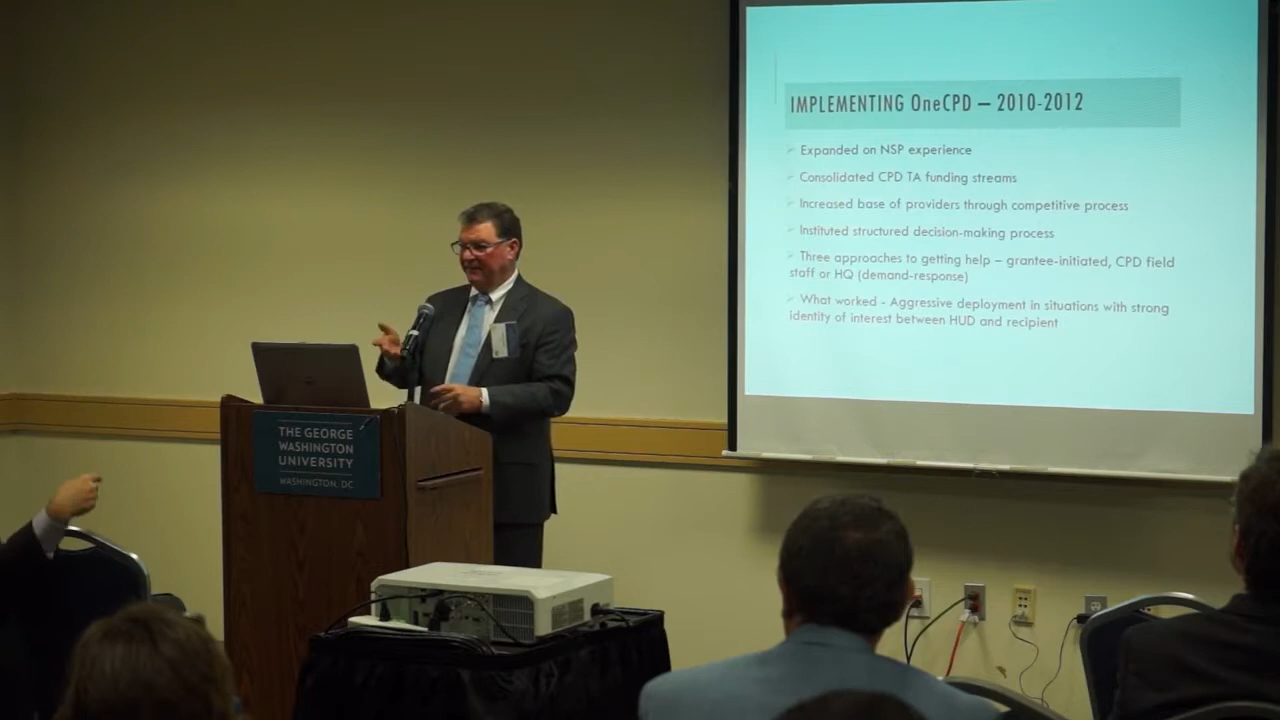 IMPLEMENTING OneCPD – 2010-2012
Expanded on NSP experience
Consolidated CPD TA funding streams
Increased base of providers through competitive process
Instituted structured decision-making process
Three approaches to getting help – grantee-initiated, CPD field
staff or HQ (demand-response)
What worked - Aggressive deployment in situations with strong
identity of interest between HUD and recipient
THE GEORGE
WASHINGTON
UNIVERSITY
WASHINGTON, DC